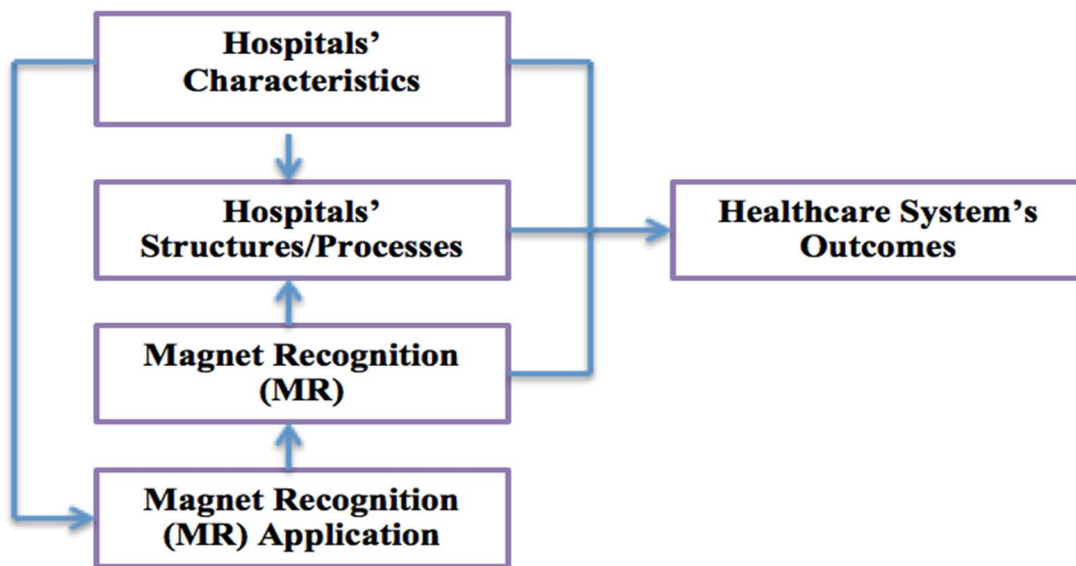 Hospitals'
Characteristics
Hospitals'
Structures/Processes
Healthcare System's
Outcomes
Magnet Recognition
(MR)
Magnet Recognition
(MR) Application